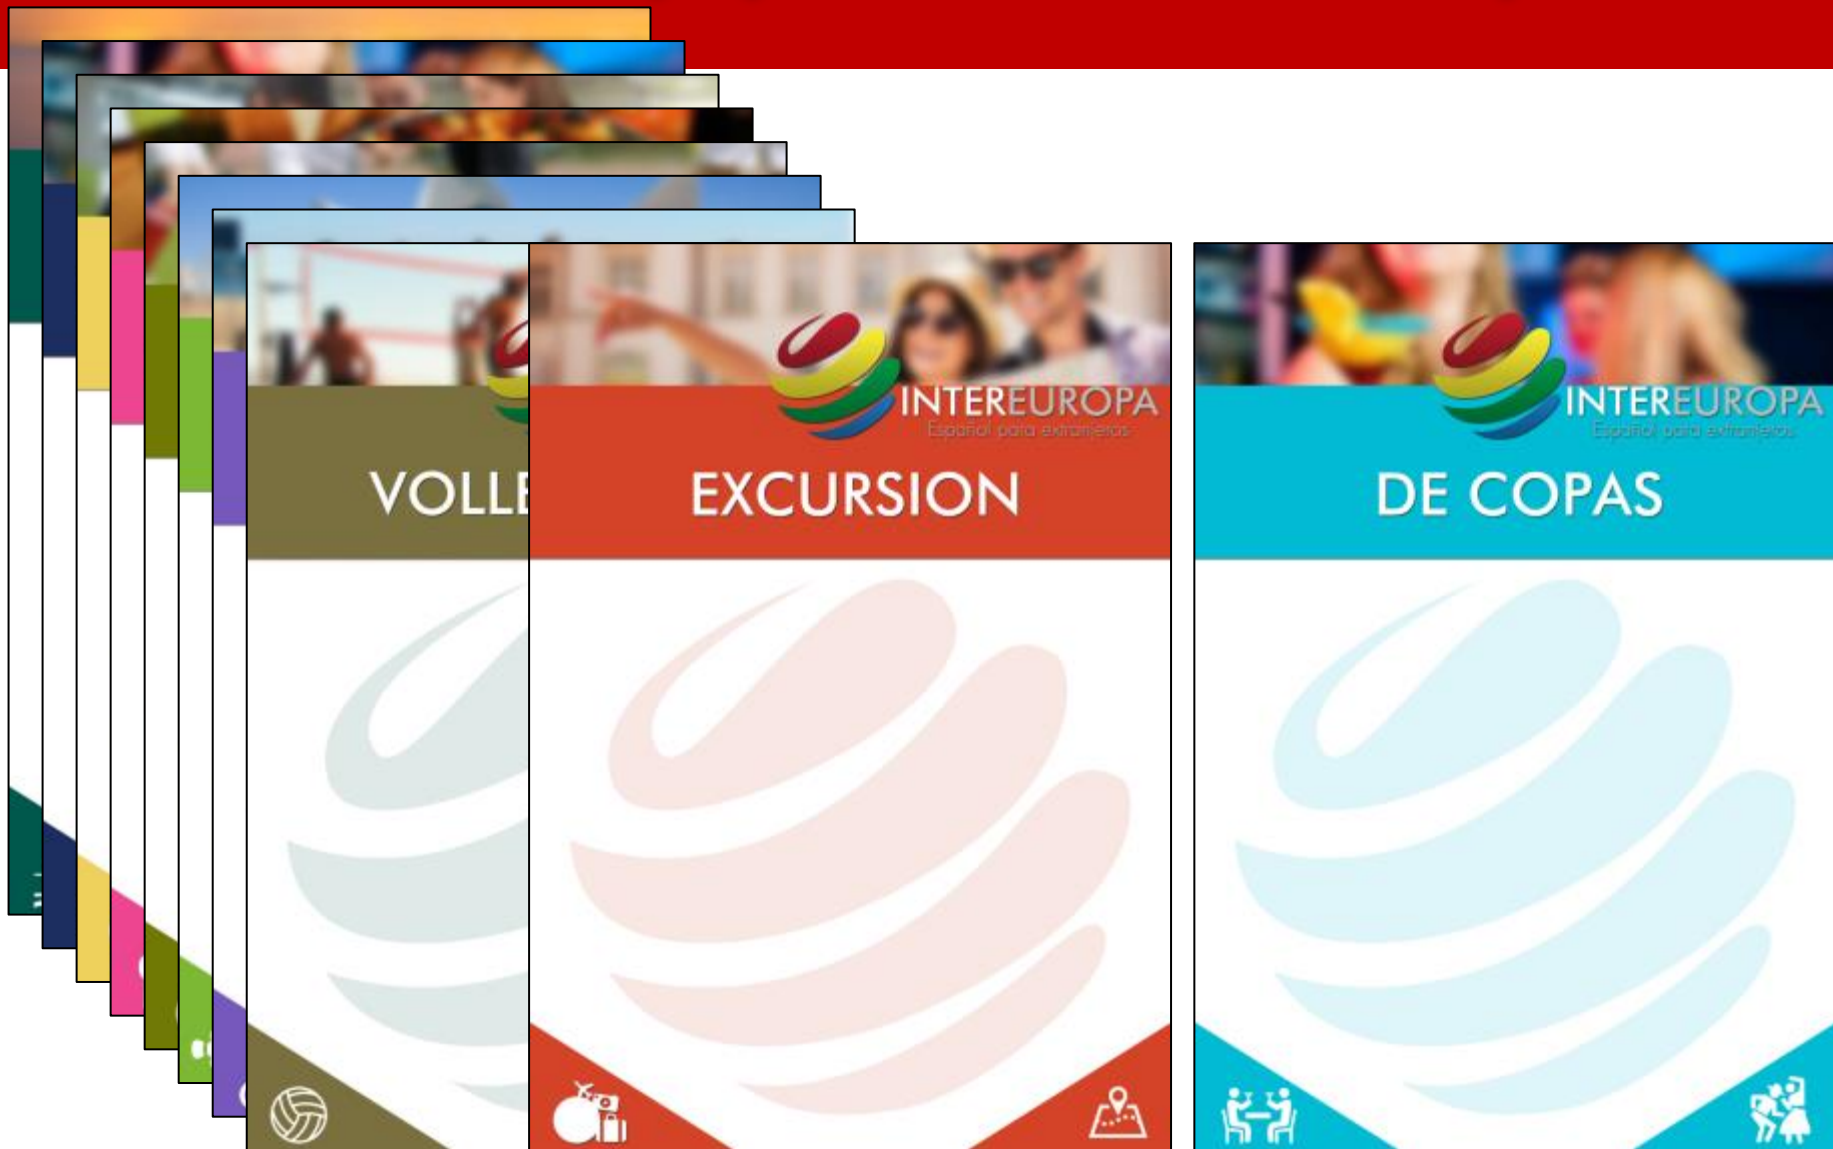 VOLLE
INTEREUROPA
Español para extranjeros
EXCURSION
INTEREUROPA
Español para extranjeros
DE COPAS